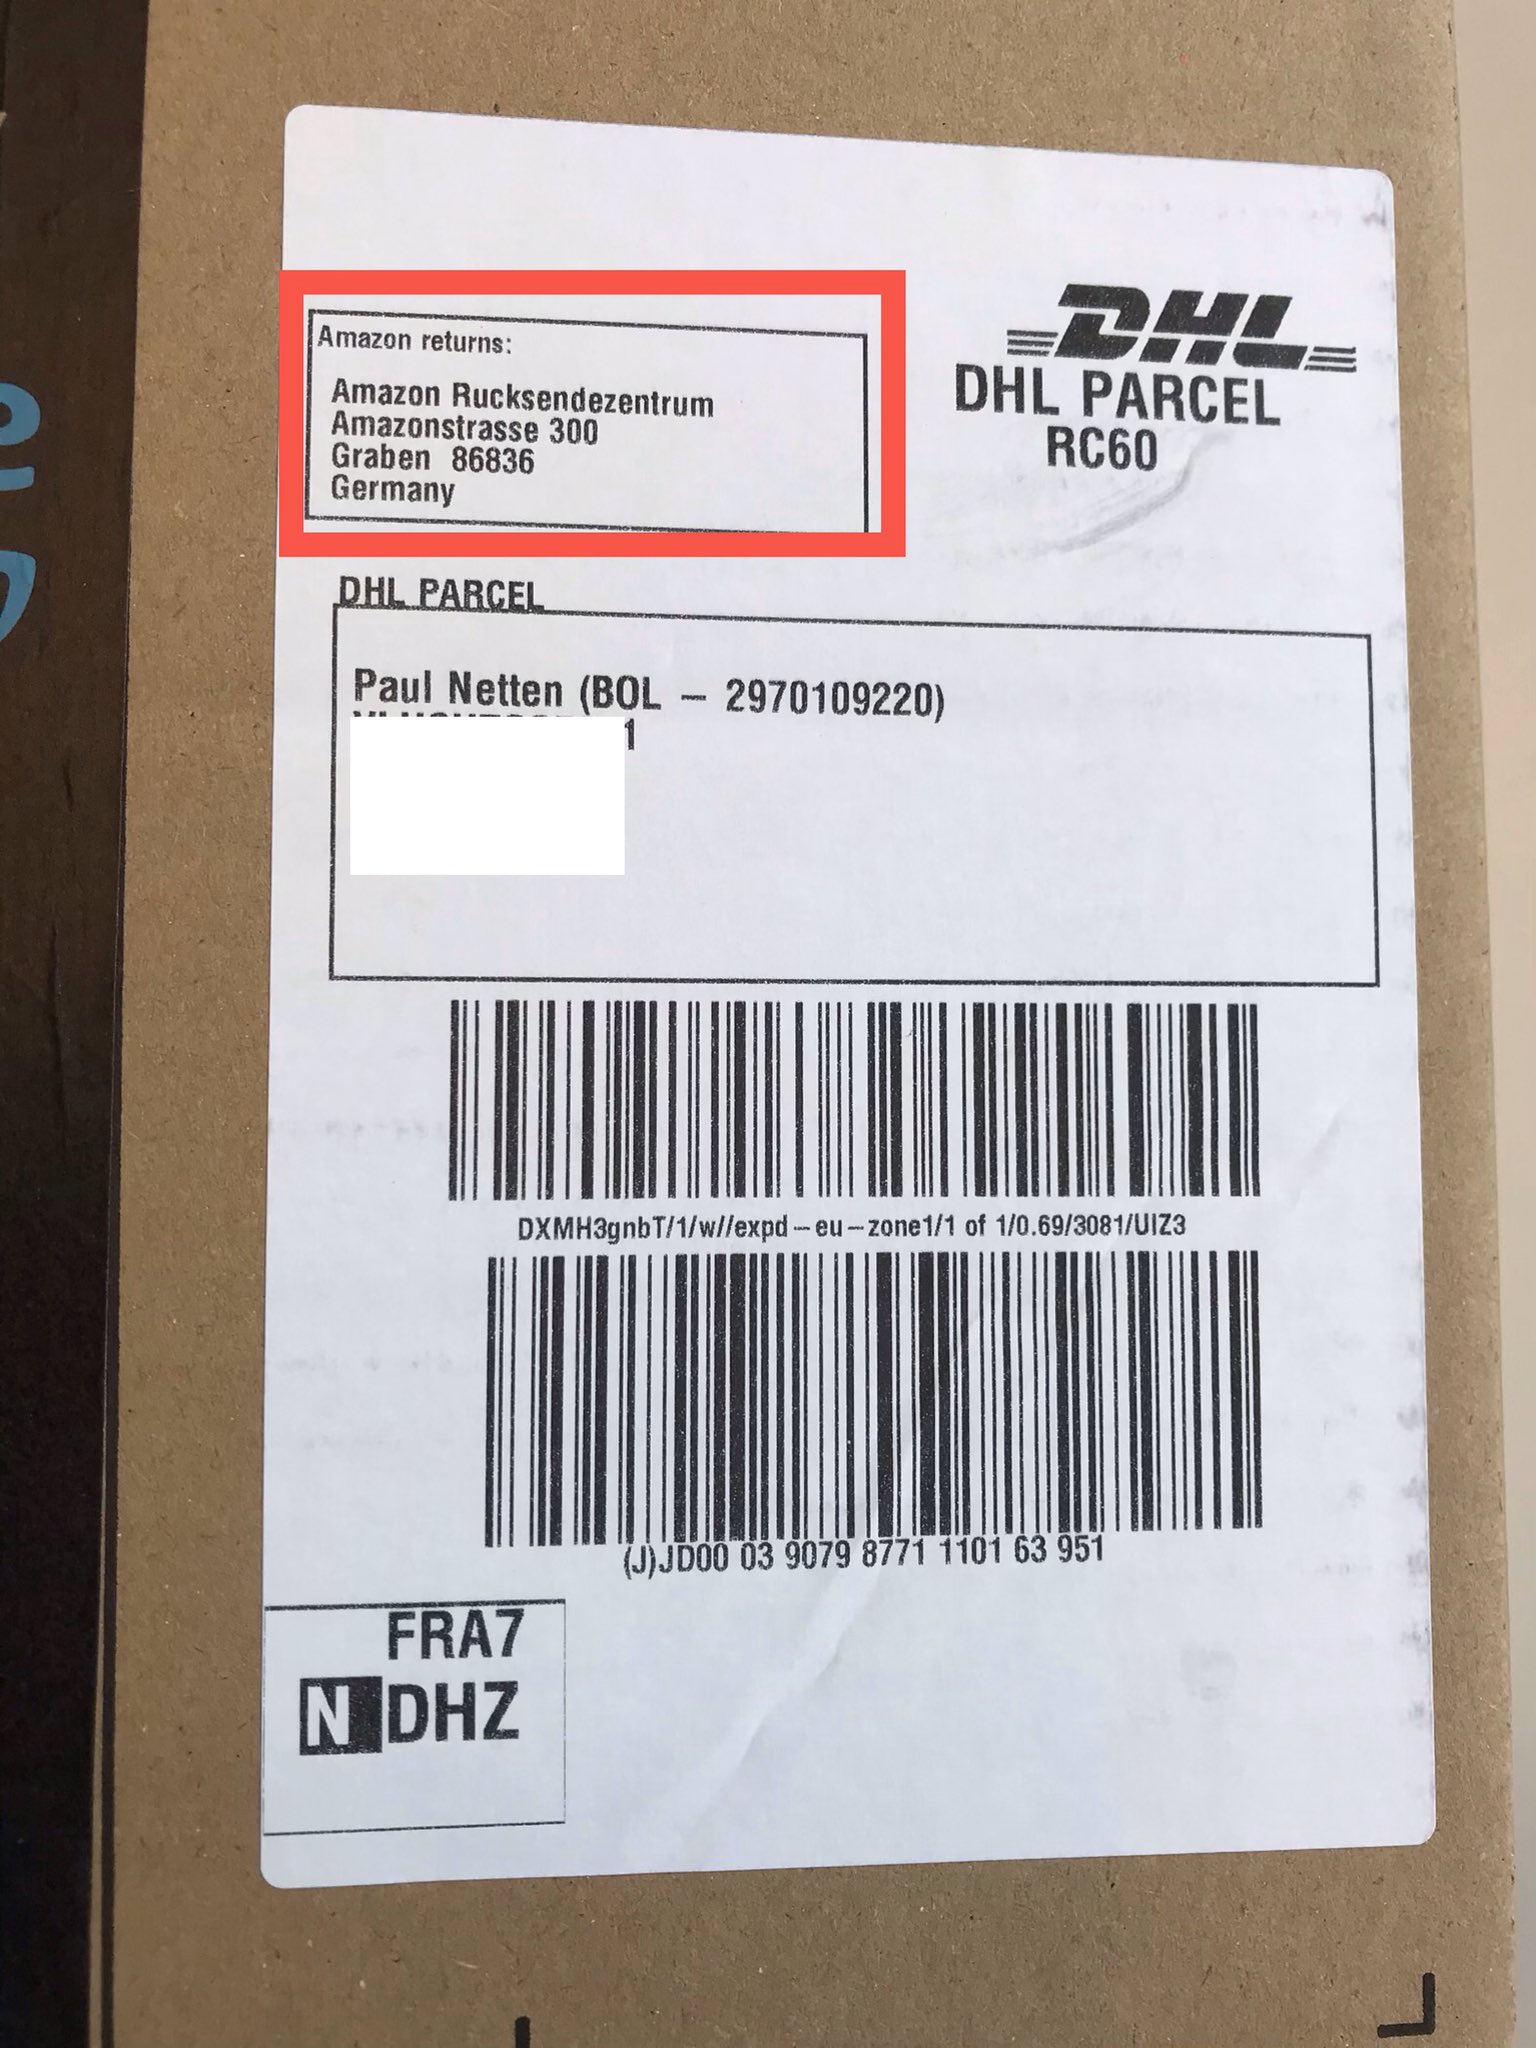 Amazon returns:
Amazon Rucksendezentrum
Amazonstrasse 300
Graben 86836
Germany
DHL
DHL PARCEL
RC60
DHL PARCEL
Paul Netten (BOL – 2970109220)
1
DXMH3gnbT/1/w//expd–eu–zone1/1 of 1/0.69/3081/UIZ3
(J)JD00 03 9079 8771 1101 63 951
FRA7
N DHZ